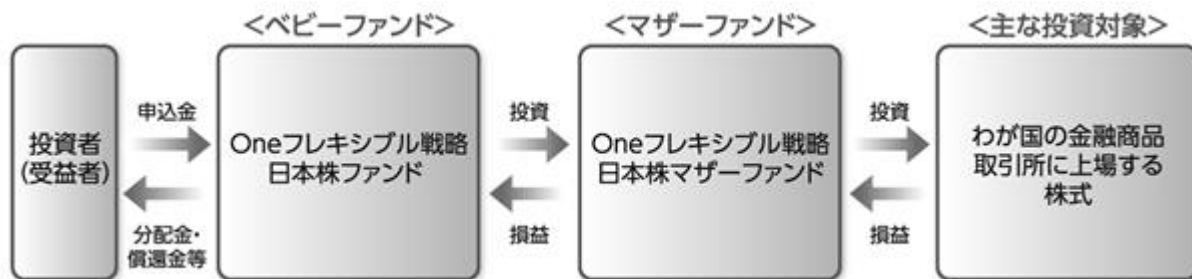 ＜ベビーファンド＞
＜マザーファンド＞
＜主な投資対象＞
投資者
(受益者)
申込金
分配金・
償還金等
Oneフレキシブル戦略
日本株ファンド
投資
損益
Oneフレキシブル戦略
日本株マザーファンド
投資
損益
わが国の金融商品
取引所に上場する
株式